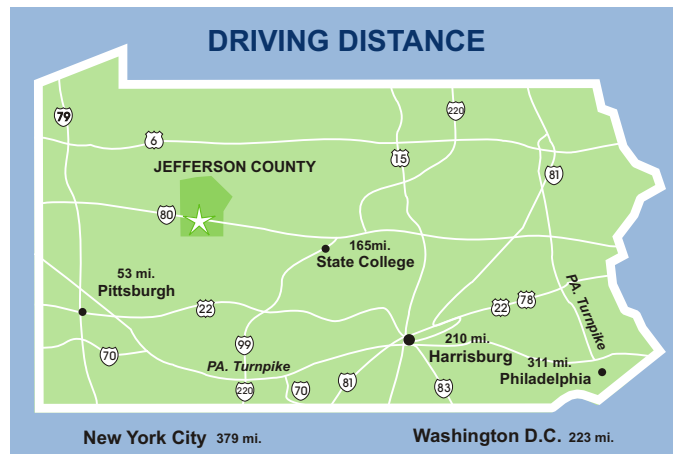 DRIVING DISTANCE
79
220
6
15
JEFFERSON COUNTY
81
80
165mi.
State College
53 mi.
Pittsburgh
PA. Turnpike
22
22
78
99
210 mi.
Harrisburg
70
PA. Turnpike
311 mi.
Philadelphia
220
70
81
83
New York City 379 mi.
Washington D.C. 223 mi.